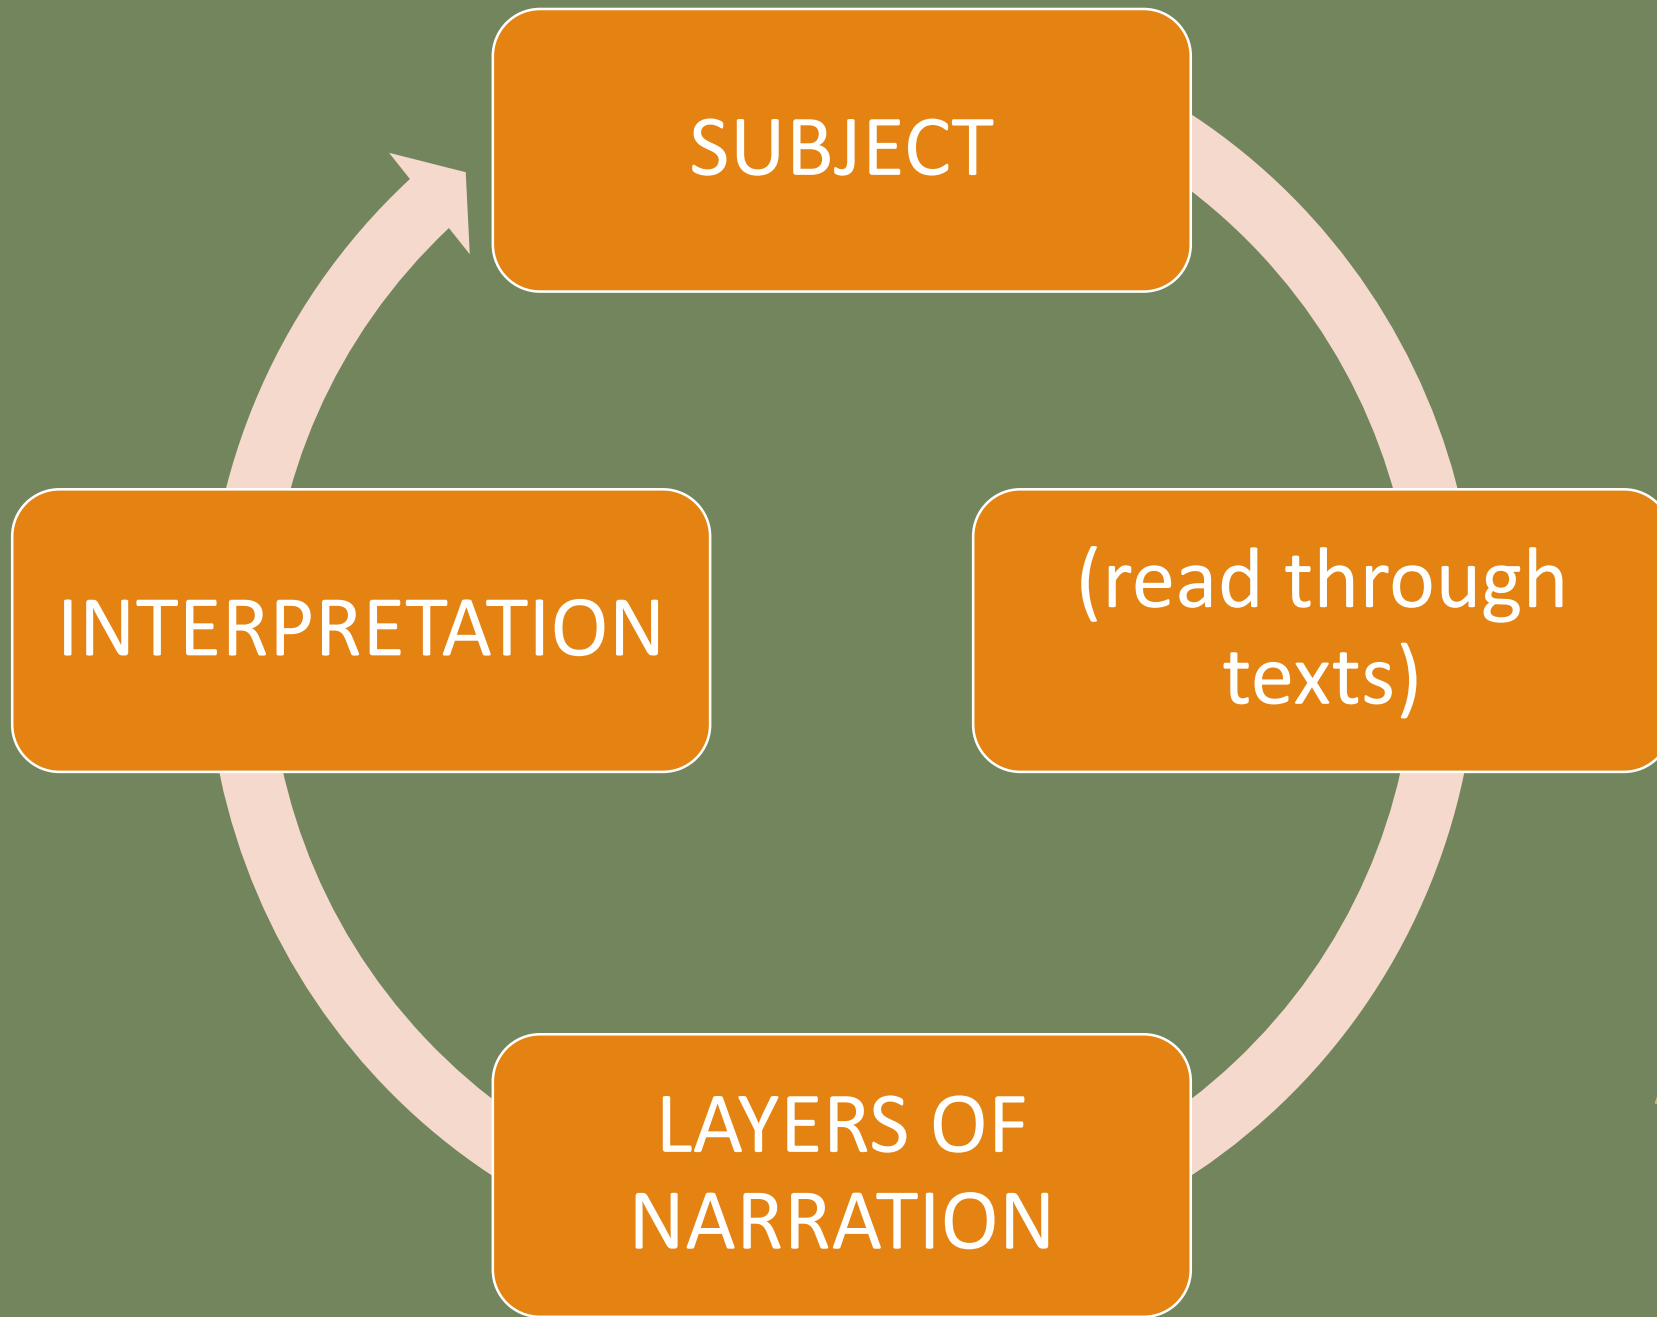 SUBJECT
(read through
texts)
LAYERS OF
NARRATION
INTERPRETATION